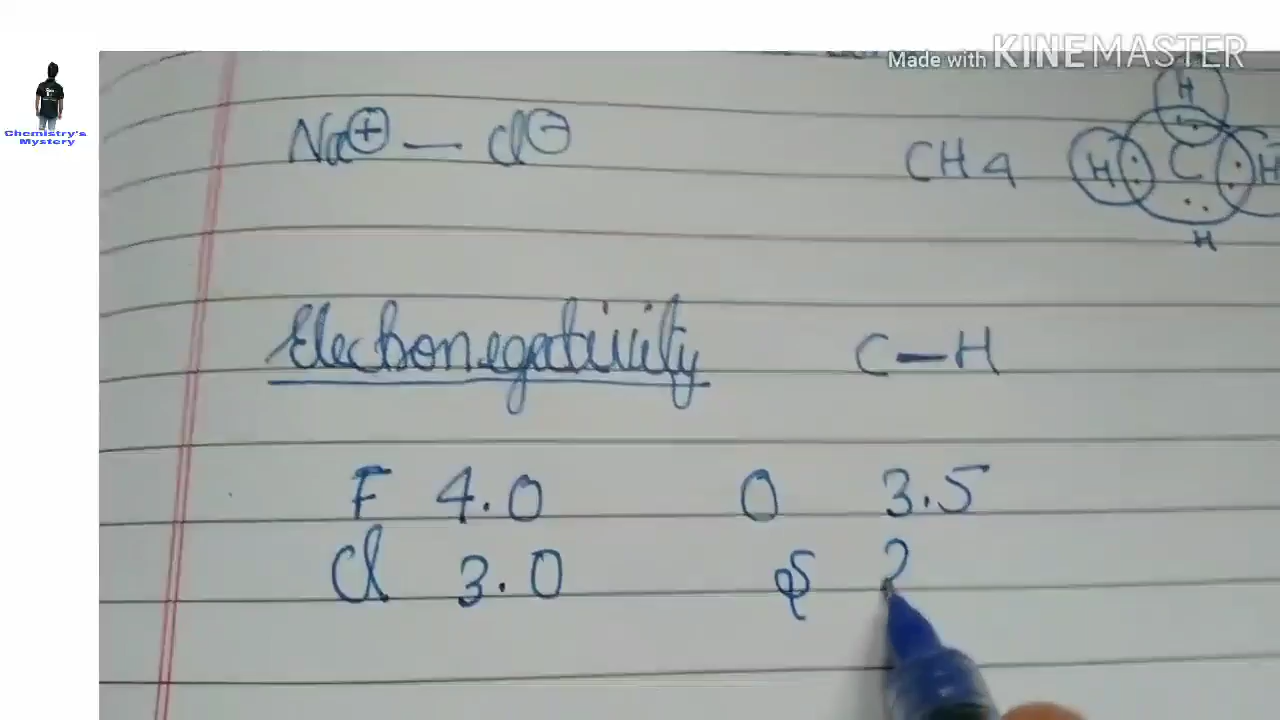 Made with KINEMASTER
Chemistry's
Mystery
Na⊕ — Cl⊖
CH4
H
H C H
H
Electronegativity C—H
F 4.0 O 3.5
Cl 3.0 S 2